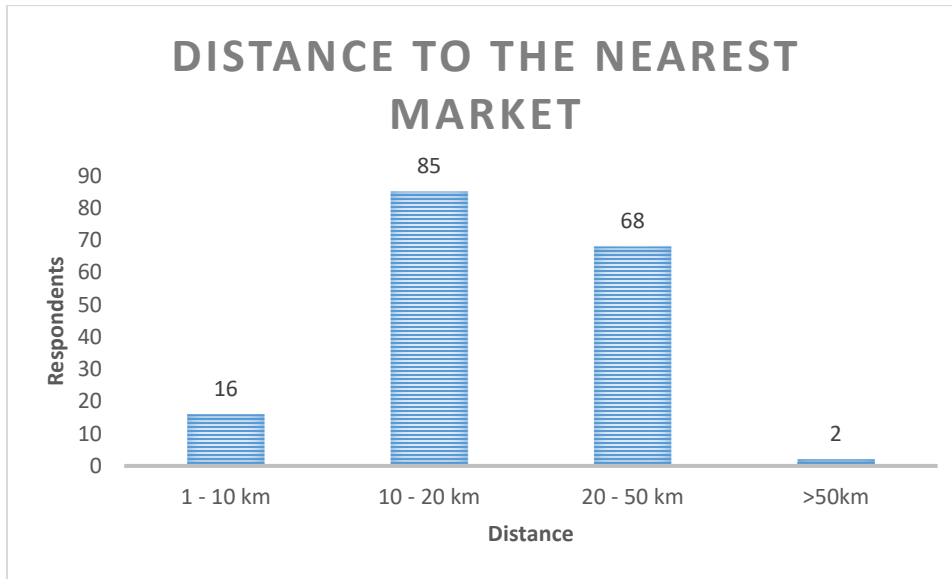 DISTANCE TO THE NEAREST
MARKET
90
80
70
60
50
40
30
20
10
0
Respondents
16
85
68
2
1 - 10 km
10 - 20 km
20 - 50 km
>50km
Distance